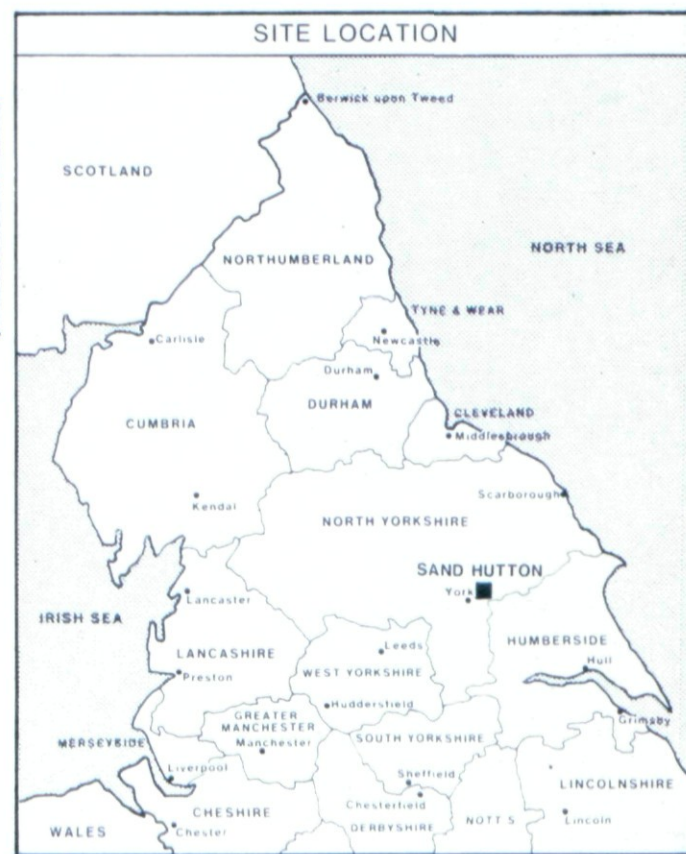 SITE LOCATION
Berwick upon Tweed
SCOTLAND
NORTH SEA
NORTHUMBERLAND
TYNE & WEAR
Carlisle
Newcastle
Durham
DURHAM
CLEVELAND
CUMBRIA
Middlesbrough
Kendal
Scarborough
NORTH YORKSHIRE
SAND HUTTON
York
Lancaster
IRISH SEA
HUMBERSIDE
Leeds
LANCASHIRE
Hull
WEST YORKSHIRE
Preston
Huddersfield
GREATER
MANCHESTER
Grimsby
SOUTH YORKSHIRE
MERSEYSIDE
Manchester
Liverpool
Sheffield
LINCOLNSHIRE
Chesterfield
CHESHIRE
Lincoln
NOTTS
DERBYSHIRE
WALES
Chester